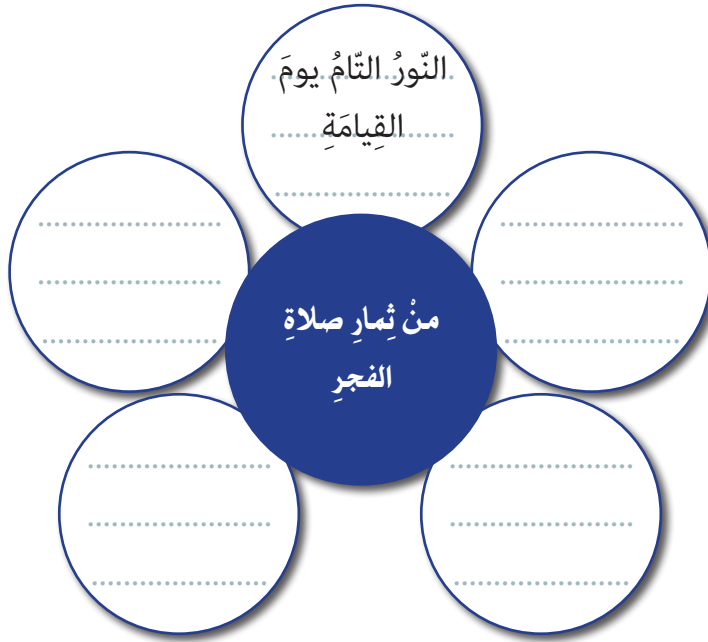 النّورُ التّامُ يومَ
القِيامَةِ
منْ ثِمارِ صلاةِ
الفجرِ